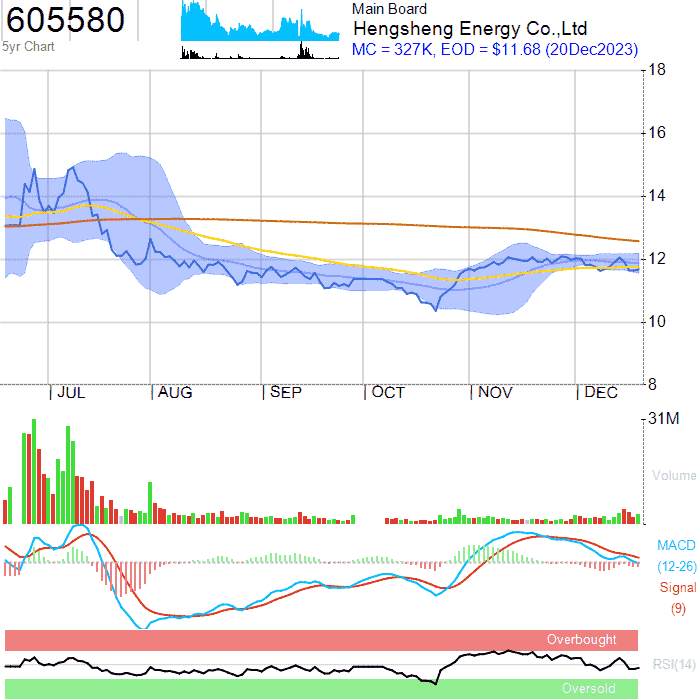 605580
5yr Chart
Main Board
Hengsheng Energy Co.,Ltd
MC = 327K, EOD = $11.68 (20Dec2023)
18
16
14
12
10
8
JUL AUG SEP OCT NOV DEC
31M
Volume
MACD
(12-26)
Signal
(9)
Overbought
RSI(14)
Oversold